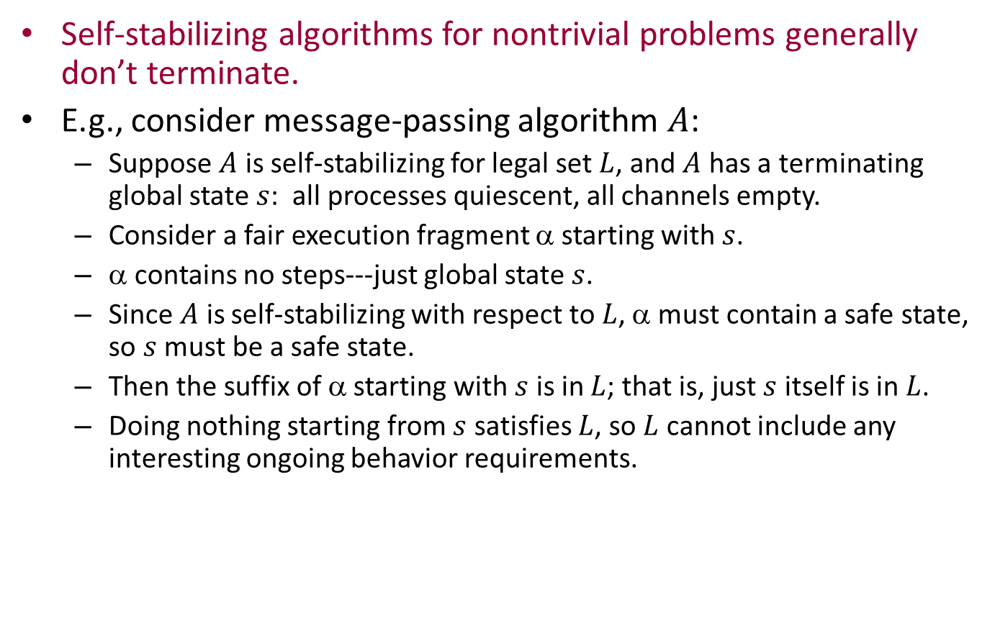 • Self-stabilizing algorithms for nontrivial problems generally
don’t terminate.
• E.g., consider message-passing algorithm A:
– Suppose A is self-stabilizing for legal set L, and A has a terminating
global state s: all processes quiescent, all channels empty.
– Consider a fair execution fragment α starting with s.
– α contains no steps---just global state s.
– Since A is self-stabilizing with respect to L, α must contain a safe state,
so s must be a safe state.
– Then the suffix of α starting with s is in L; that is, just s itself is in L.
– Doing nothing starting from s satisfies L, so L cannot include any
interesting ongoing behavior requirements.